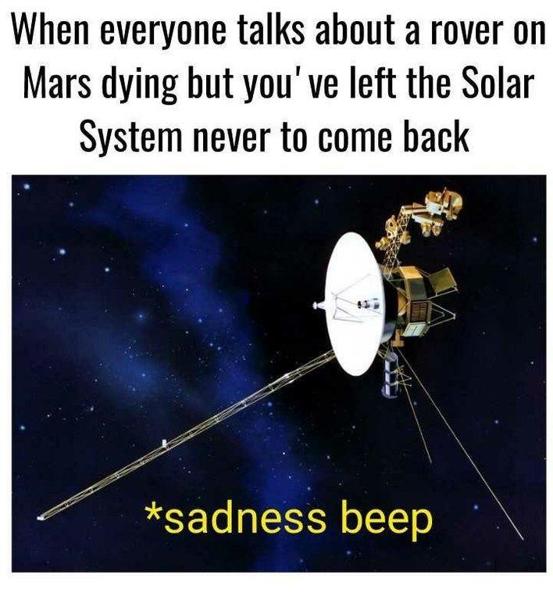 When everyone talks about a rover on
Mars dying but you've left the Solar
System never to come back
*sadness beep